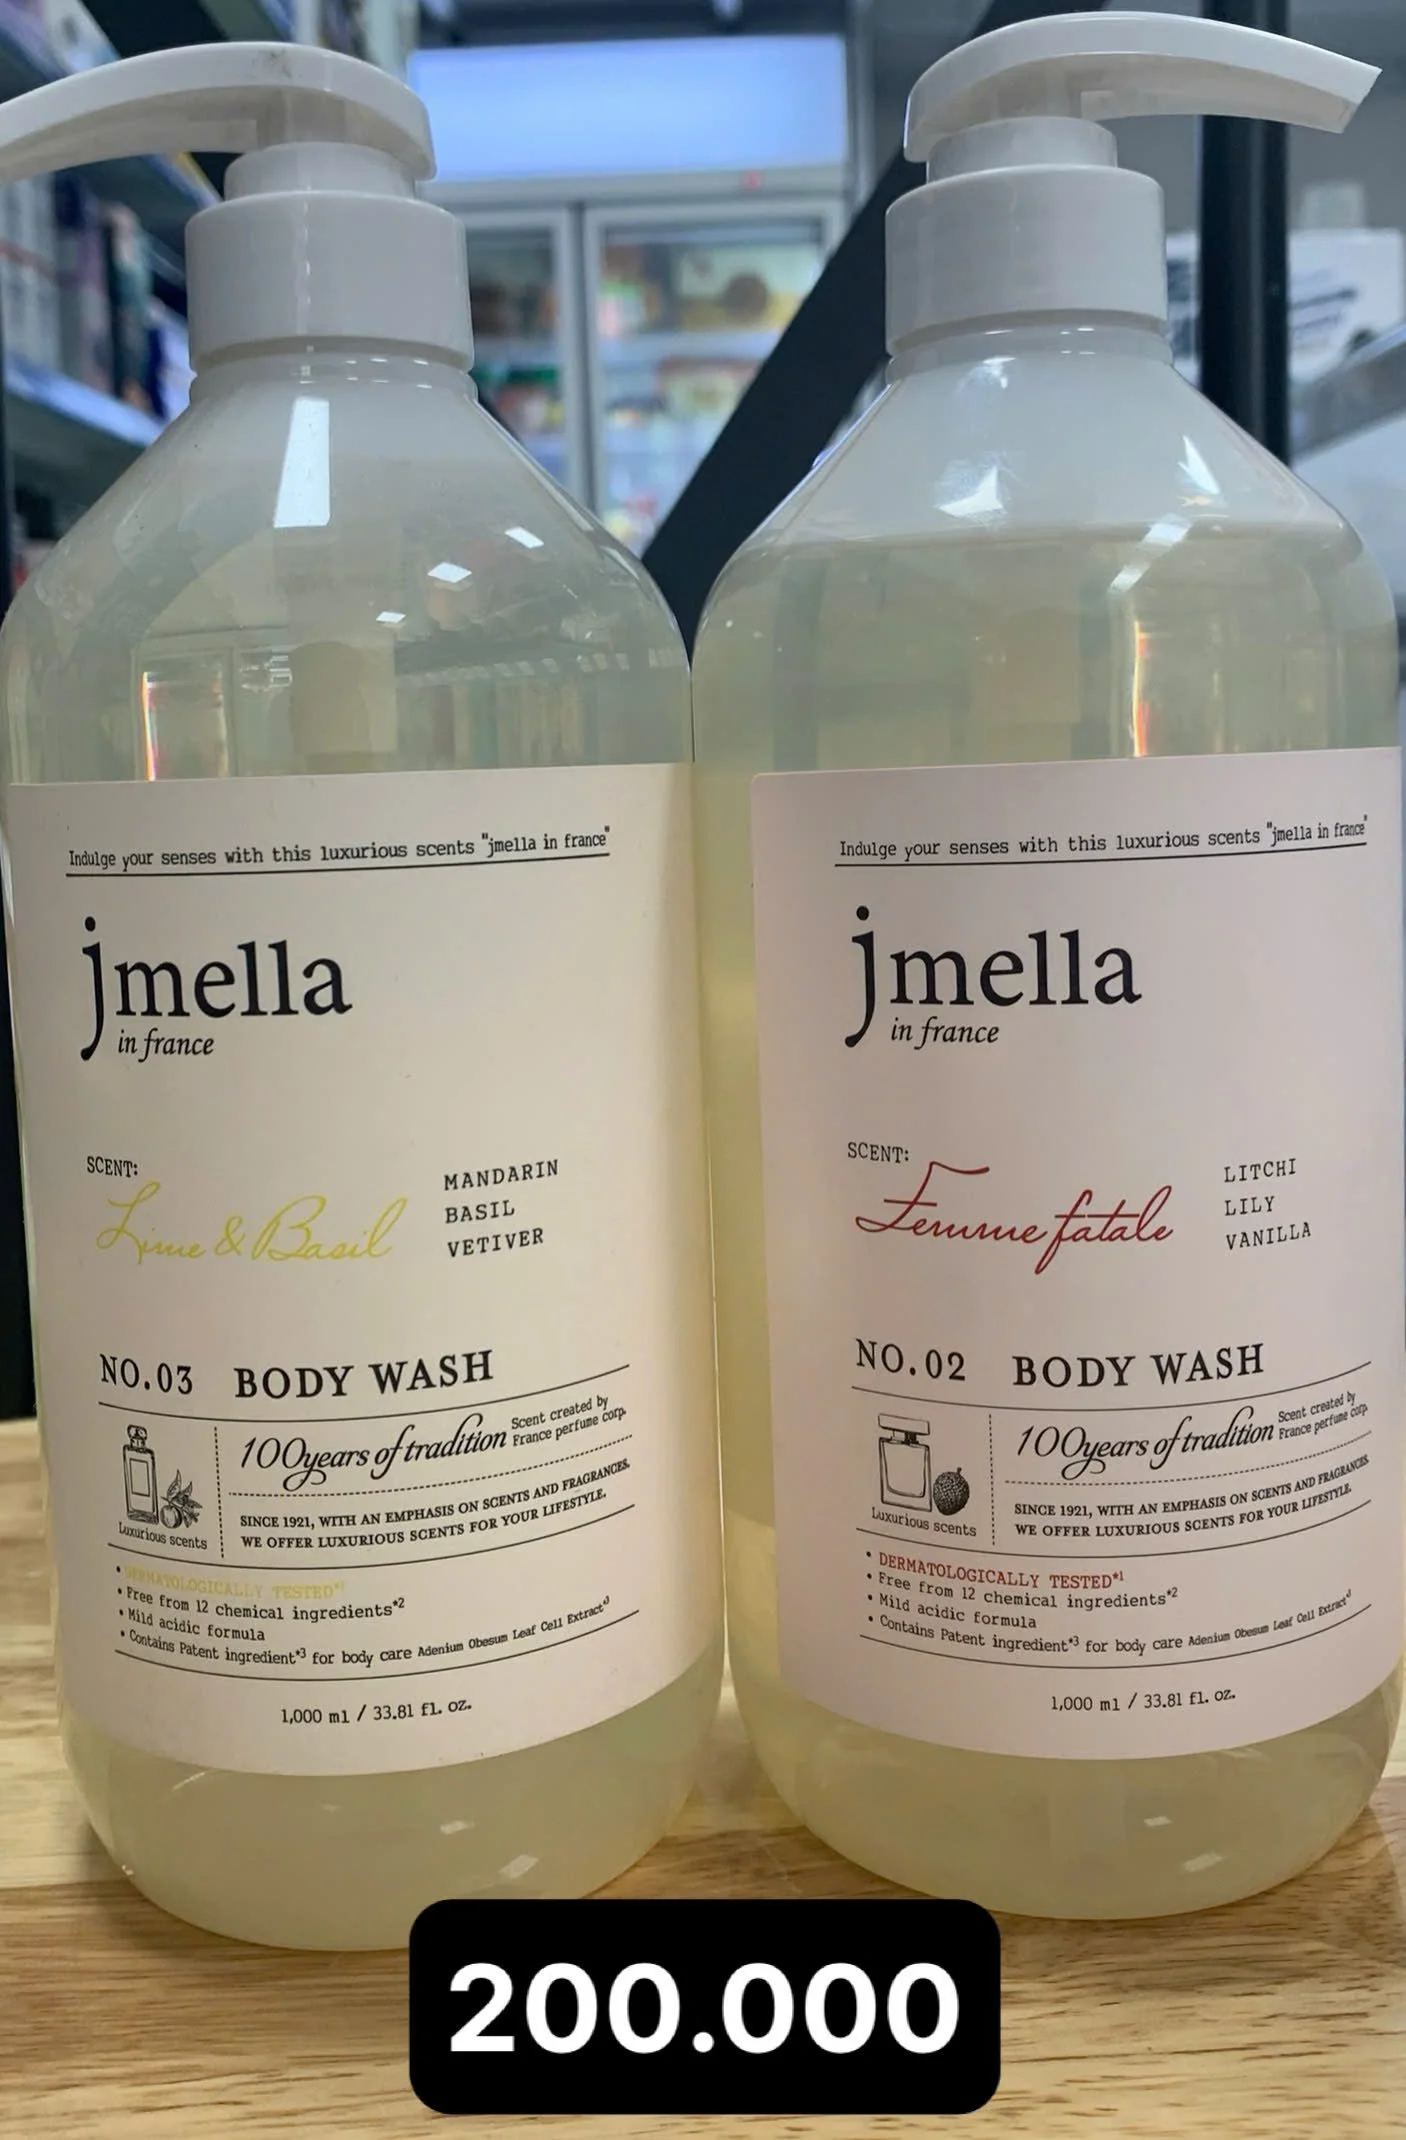 Indulge your senses with this luxurious scents "jmella in france"
jmella
in france
SCENT:
Lime & Basil
MANDARIN
BASIL
VETIVER
NO.03 BODY WASH
100years of tradition
Scent created by
France perfume corp.
SINCE 1921, WITH AN EMPHASIS ON SCENTS AND FRAGRANCES.
WE OFFER LUXURIOUS SCENTS FOR YOUR LIFESTYLE.
Luxurious scents
• DERMATOLOGICALLY TESTED*1
• Free from 12 chemical ingredients*2
• Mild acidic formula
• Contains Patent ingredient*3 for body care Adenium Obesum Leaf Cell Extract*3
1,000 ml / 33.81 fl. oz.
Indulge your senses with this luxurious scents "jmella in france"
jmella
in france
SCENT:
Femme fatale
LITCHI
LILY
VANILLA
NO.02 BODY WASH
100years of tradition
Scent created by
France perfume corp.
SINCE 1921, WITH AN EMPHASIS ON SCENTS AND FRAGRANCES.
WE OFFER LUXURIOUS SCENTS FOR YOUR LIFESTYLE.
Luxurious scents
• DERMATOLOGICALLY TESTED*1
• Free from 12 chemical ingredients*2
• Mild acidic formula
• Contains Patent ingredient*3 for body care Adenium Obesum Leaf Cell Extract*3
1,000 ml / 33.81 fl. oz.
200.000